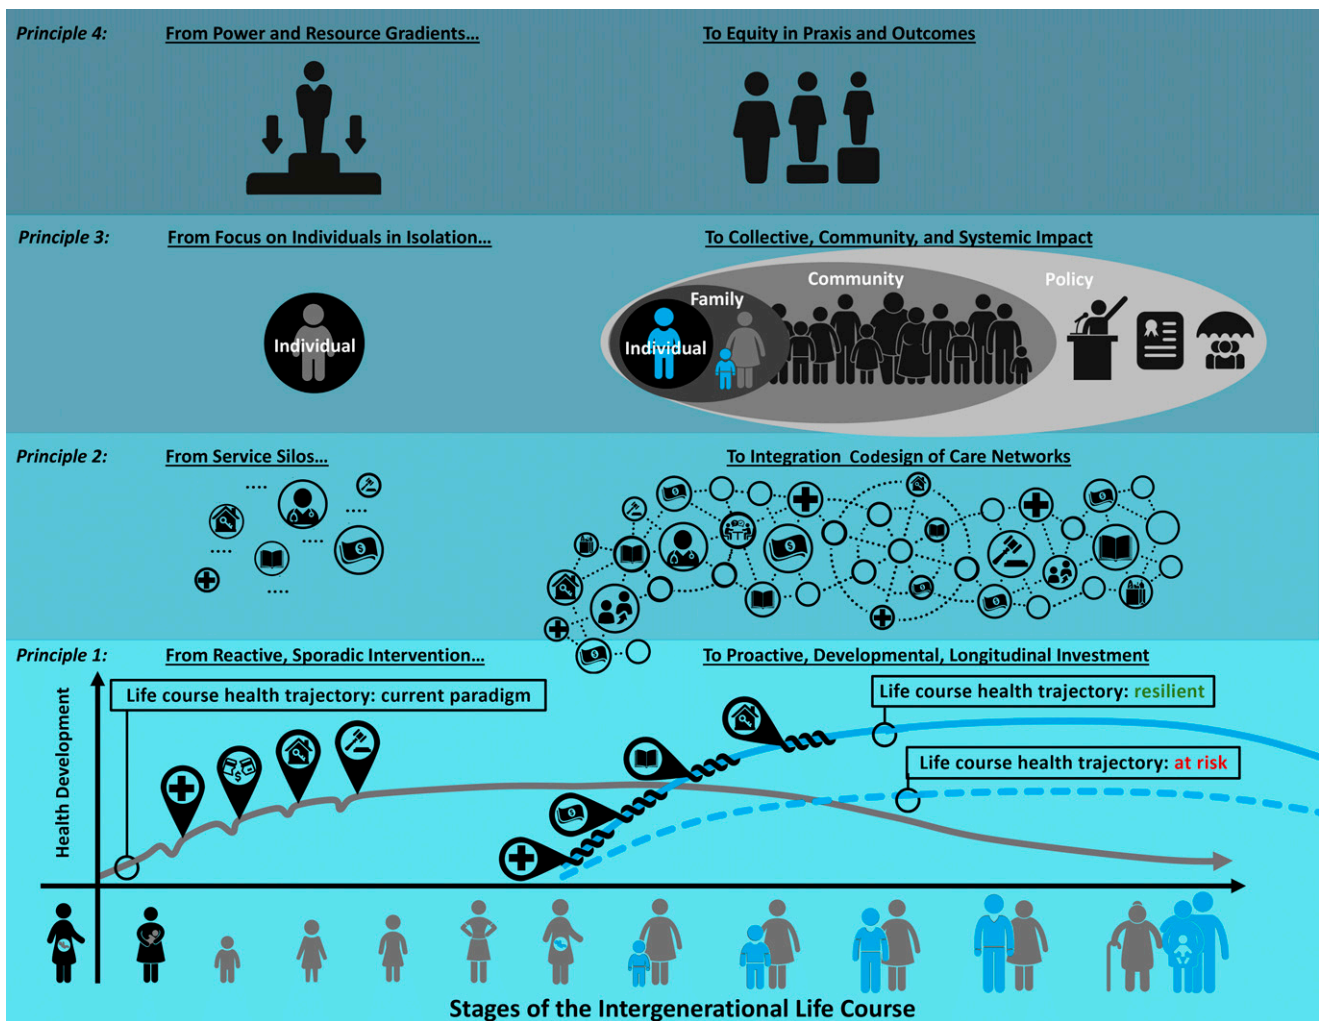 Principle 4:
From Power and Resource Gradients...
To Equity in Praxis and Outcomes
Principle 3:
From Focus on Individuals in Isolation...
To Collective, Community, and Systemic Impact
Individual
Individual
Family
Community
Policy
Principle 2:
From Service Silos...
To Integration Codesign of Care Networks
Principle 1:
From Reactive, Sporadic Intervention...
To Proactive, Developmental, Longitudinal Investment
Life course health trajectory: current paradigm
Life course health trajectory: resilient
Life course health trajectory: at risk
Health Development
Stages of the Intergenerational Life Course